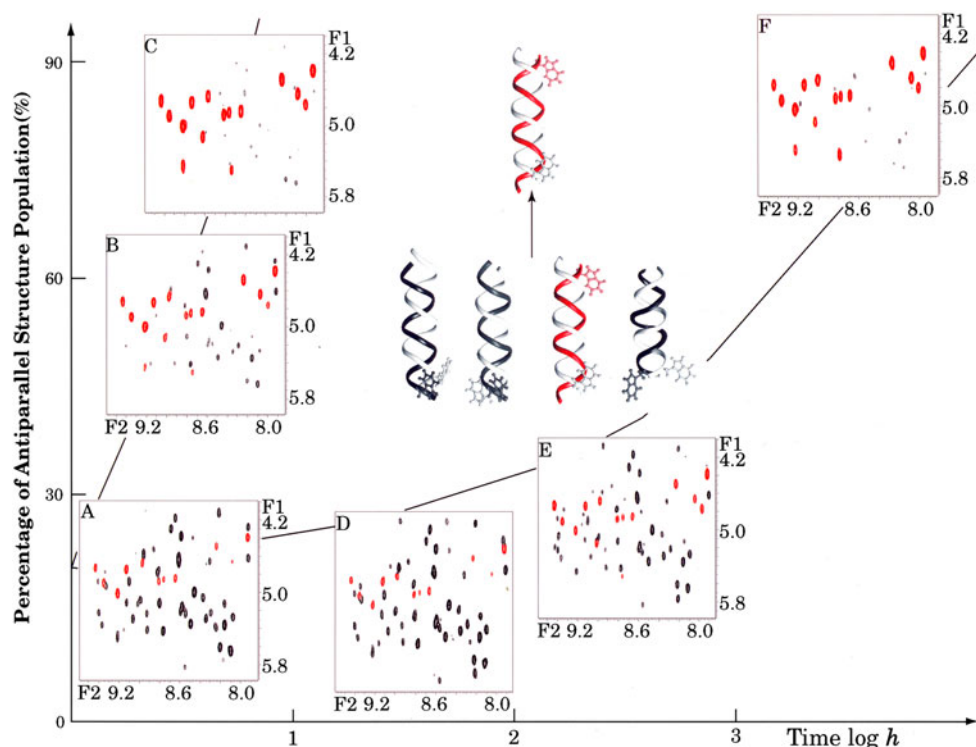 Percentage of Antiparallel Structure Population(%)
90
60
30
0
1
2
3
Time log h
C
F1
4.2
5.0
5.8
B
F1
4.2
5.0
5.8
F2 9.2 8.6 8.0
A
F1
4.2
5.0
5.8
F2 9.2 8.6 8.0
D
F2 9.2 8.6 8.0
E
F1
4.2
5.0
5.8
F2 9.2 8.6 8.0
F
F1
4.2
5.0
5.8
F2 9.2 8.6 8.0